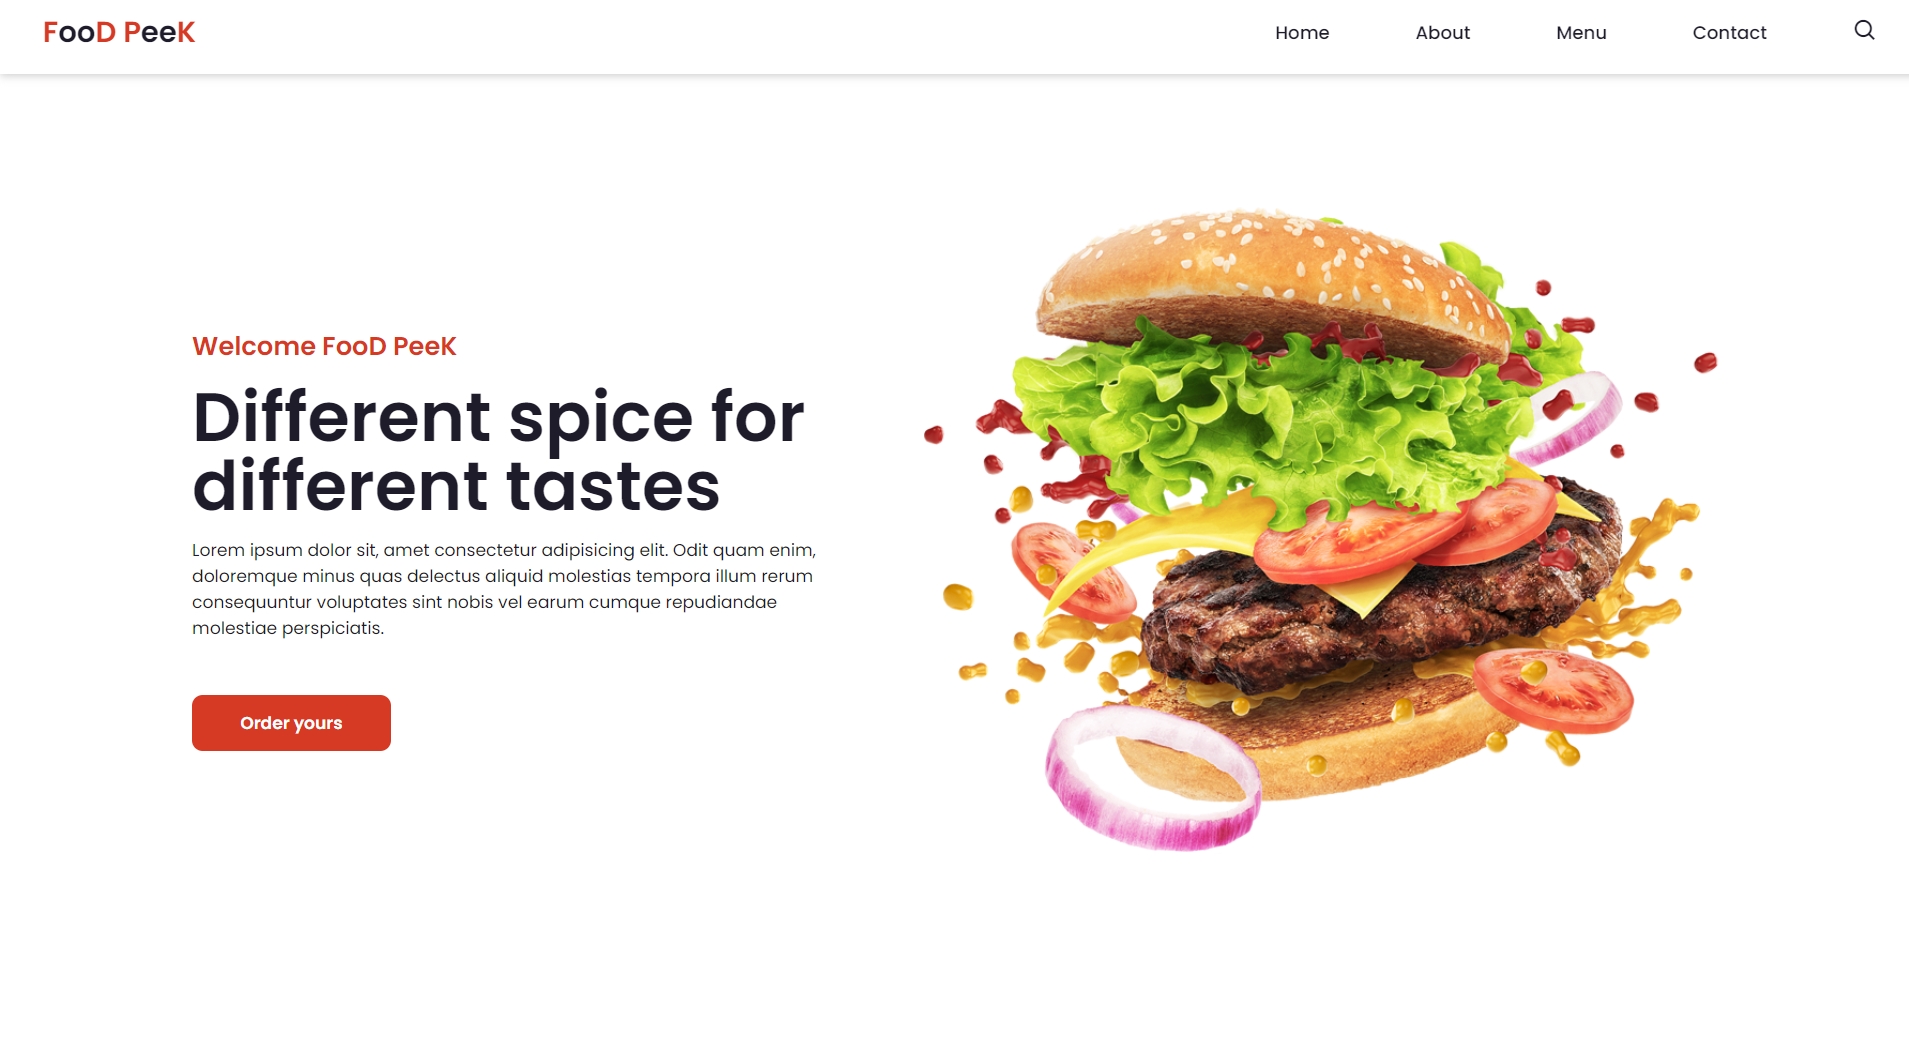 FooD PeeK
Home
About
Menu
Contact
Welcome FooD PeeK
Different spice for
different tastes
Lorem ipsum dolor sit, amet consectetur adipisicing elit. Odit quam enim,
doloremque minus quas delectus aliquid molestias tempora illum rerum
consequuntur voluptates sint nobis vel earum cumque repudiandae
molestiae perspiciatis.
Order yours